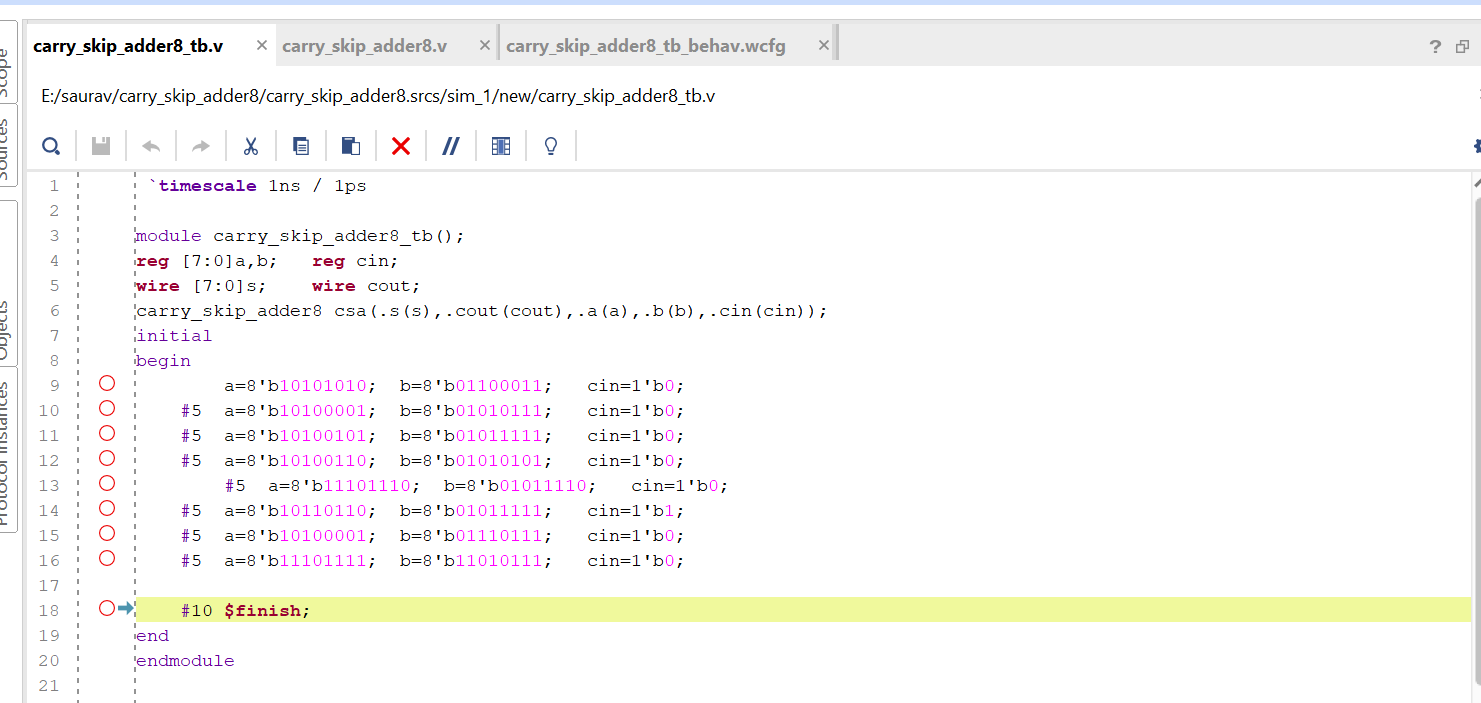 carry_skip_adder8_tb.v × carry_skip_adder8.v × carry_skip_adder8_tb_behav.wcfg × ?
E:/saurav/carry_skip_adder8/carry_skip_adder8.srcs/sim_1/new/carry_skip_adder8_tb.v
Scope
Sources
Objects
Protocol Instances
1 `timescale 1ns / 1ps
2
3 module carry_skip_adder8_tb();
4 reg [7:0]a,b; reg cin;
5 wire [7:0]s; wire cout;
6 carry_skip_adder8 csa(.s(s),.cout(cout),.a(a),.b(b),.cin(cin));
7 initial
8 begin
9 a=8'b10101010; b=8'b01100011; cin=1'b0;
10 #5 a=8'b10100001; b=8'b01010111; cin=1'b0;
11 #5 a=8'b10100101; b=8'b01011111; cin=1'b0;
12 #5 a=8'b10100110; b=8'b01010101; cin=1'b0;
13 #5 a=8'b11101110; b=8'b01011110; cin=1'b0;
14 #5 a=8'b10110110; b=8'b01011111; cin=1'b1;
15 #5 a=8'b10100001; b=8'b01110111; cin=1'b0;
16 #5 a=8'b11101111; b=8'b11010111; cin=1'b0;
17
18 #10 $finish;
19 end
20 endmodule
21